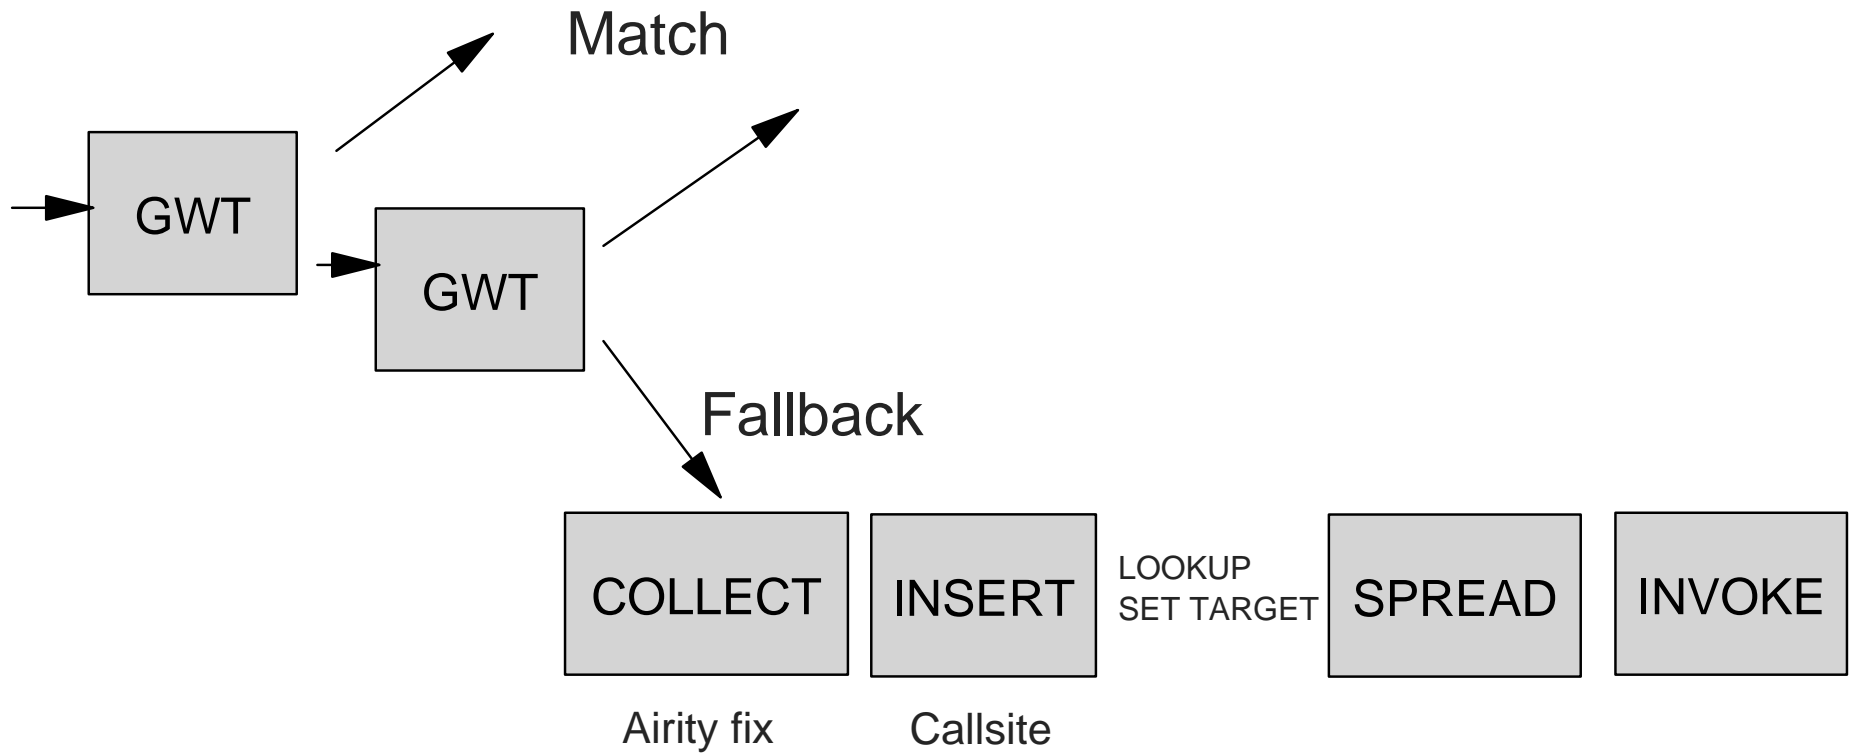 Match
GWT
GWT
Fallback
COLLECT
INSERT
LOOKUP
SET TARGET
SPREAD
INVOKE
Airity fix
Callsite